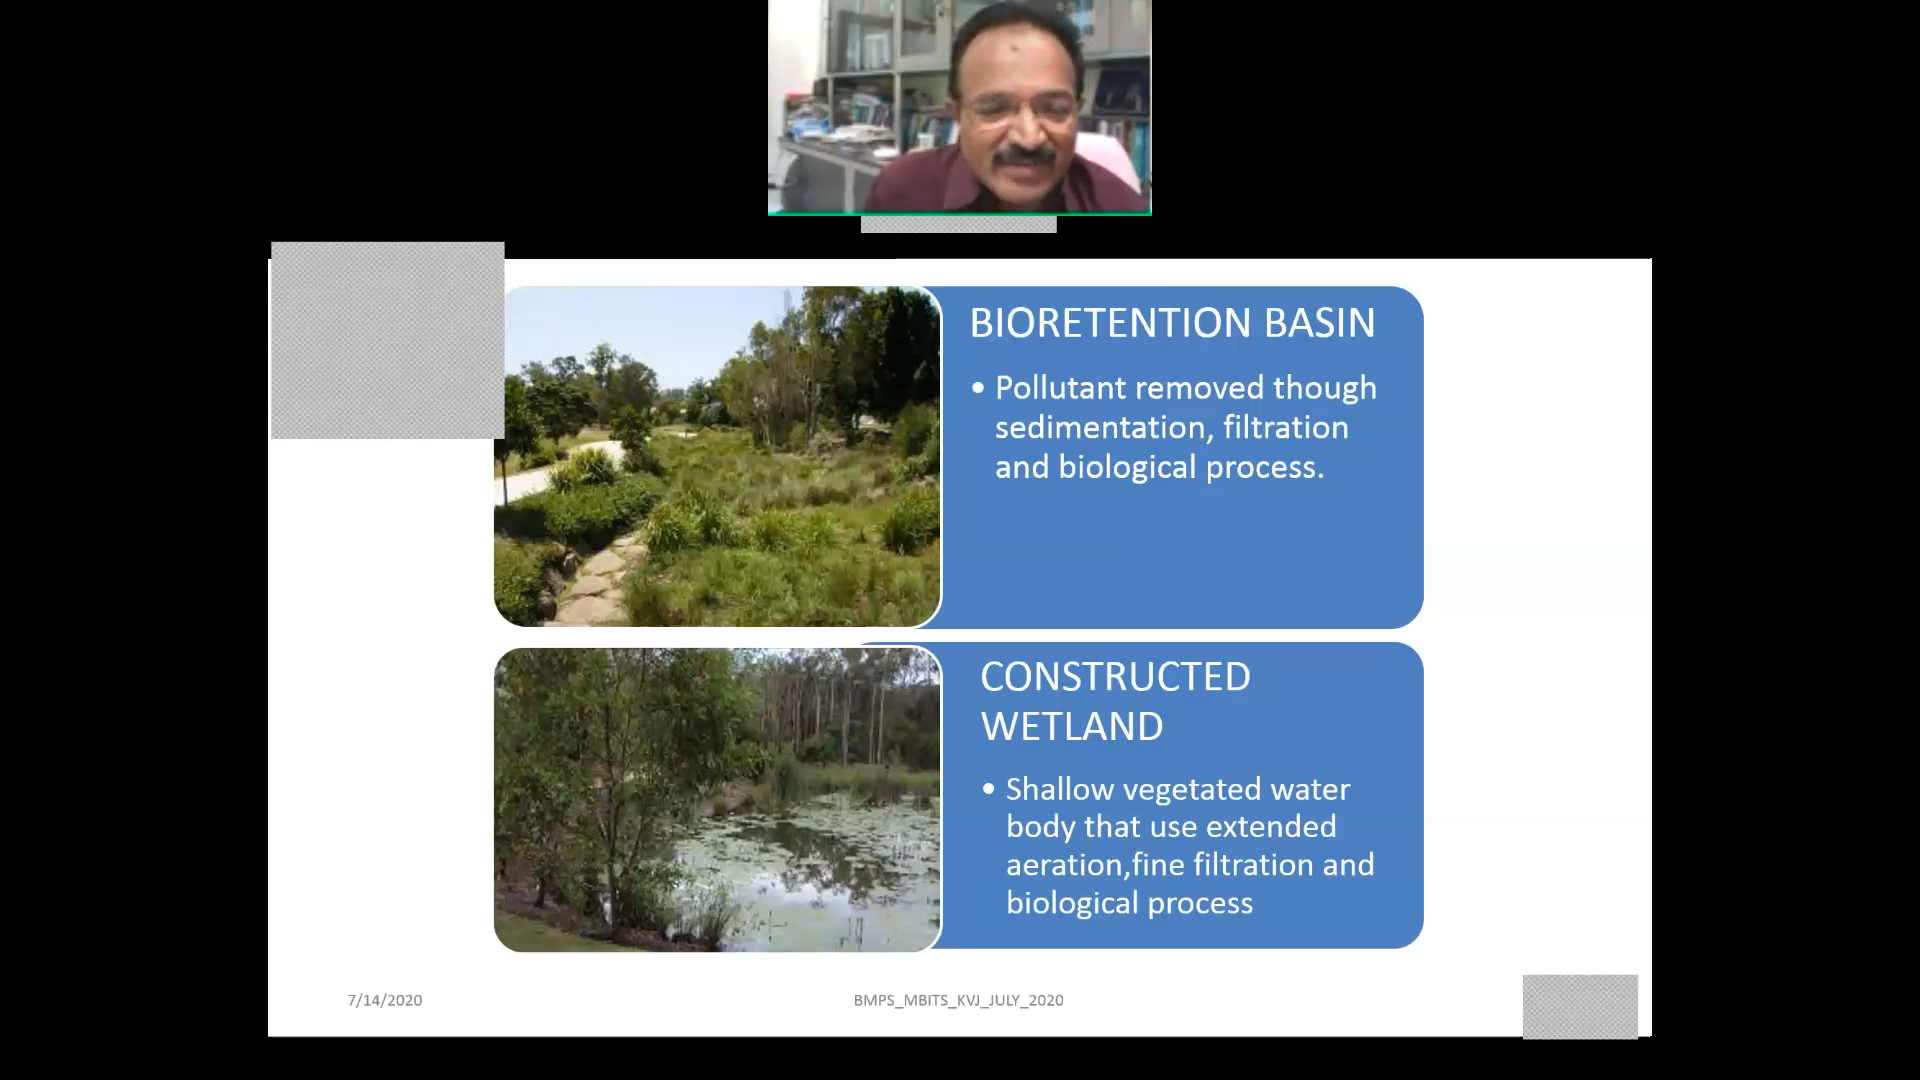 BIORETENTION BASIN
• Pollutant removed though
sedimentation, filtration
and biological process.
CONSTRUCTED
WETLAND
• Shallow vegetated water
body that use extended
aeration,fine filtration and
biological process
7/14/2020
BMPS_MBITS_KVJ_JULY_2020